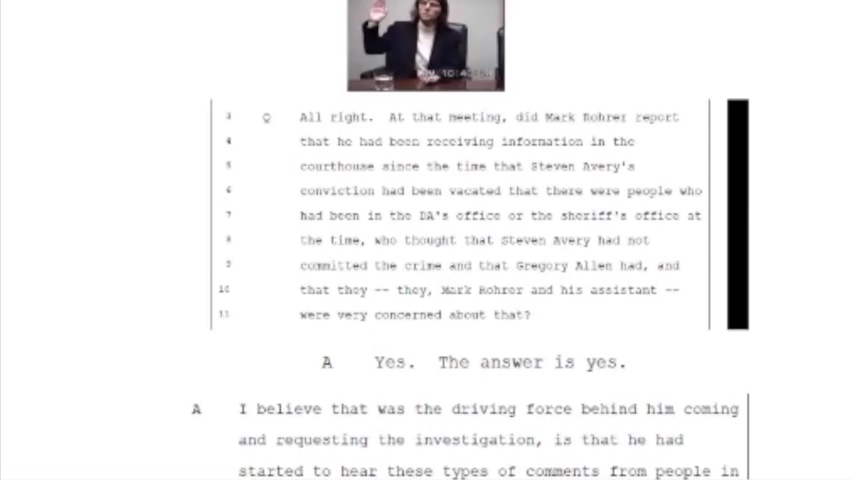 10:4
3 Q All right. At that meeting, did Mark Rohrer report
4 that he had been receiving information in the
5 courthouse since the time that Steven Avery's
6 conviction had been vacated that there were people who
7 had been in the DA's office or the sheriff's office at
8 the time, who thought that Steven Avery had not
9 committed the crime and that Gregory Allen had, and
10 that they -- they, Mark Rohrer and his assistant --
11 were very concerned about that?
A Yes. The answer is yes.
A I believe that was the driving force behind him coming
and requesting the investigation, is that he had
started to hear these types of comments from people in